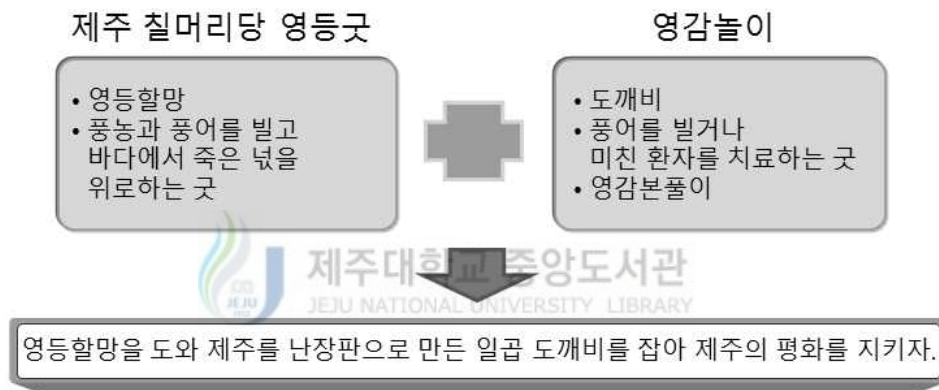 제주 칠머리당 영등굿
• 영등할망
• 풍농과 풍어를 빌고
바다에서 죽은 넋을
위로하는 굿
영감놀이
• 도깨비
• 풍어를 빌거나
미친 환자를 치료하는 굿
• 영감본풀이
제주대학교 중앙도서관
JEJU NATIONAL UNIVERSITY LIBRARY
JEJU
1952
영등할망을 도와 제주를 난장판으로 만든 일곱 도깨비를 잡아 제주의 평화를 지키자.